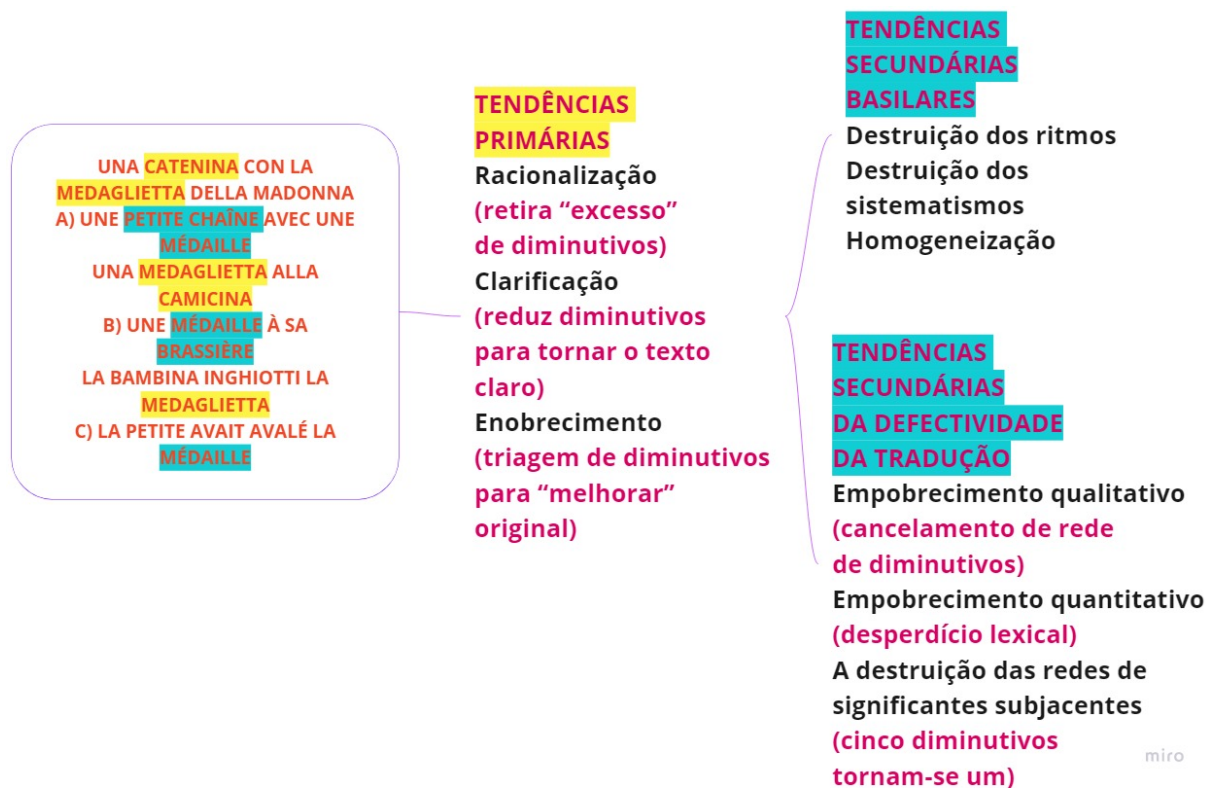 UNA CATENINA CON LA
MEDAGLIETTA DELLA MADONNA
A) UNE PETITE CHAÎNE AVEC UNE
MÉDAILLE
UNA MEDAGLIETTA ALLA
CAMICINA
B) UNE MÉDAILLE À SA
BRASSIÈRE
LA BAMBINA INGHIOTTI LA
MEDAGLIETTA
C) LA PETITE AVAIT AVALÉ LA
MÉDAILLE
TENDÊNCIAS
PRIMÁRIAS
Racionalização
(retira “excesso”
de diminutivos)
Clarificação
(reduz diminutivos
para tornar o texto
claro)
Enobrecimento
(triagem de diminutivos
para “melhorar”
original)
TENDÊNCIAS
SECUNDÁRIAS
BASILARES
Destruição dos ritmos
Destruição dos
sistematismos
Homogeneização
TENDÊNCIAS
SECUNDÁRIAS
DA DEFECTIVIDADE
DA TRADUÇÃO
Empobrecimento qualitativo
(cancelamento de rede
de diminutivos)
Empobrecimento quantitativo
(desperdício lexical)
A destruição das redes de
significantes subjacentes
(cinco diminutivos
tornam-se um)
miro